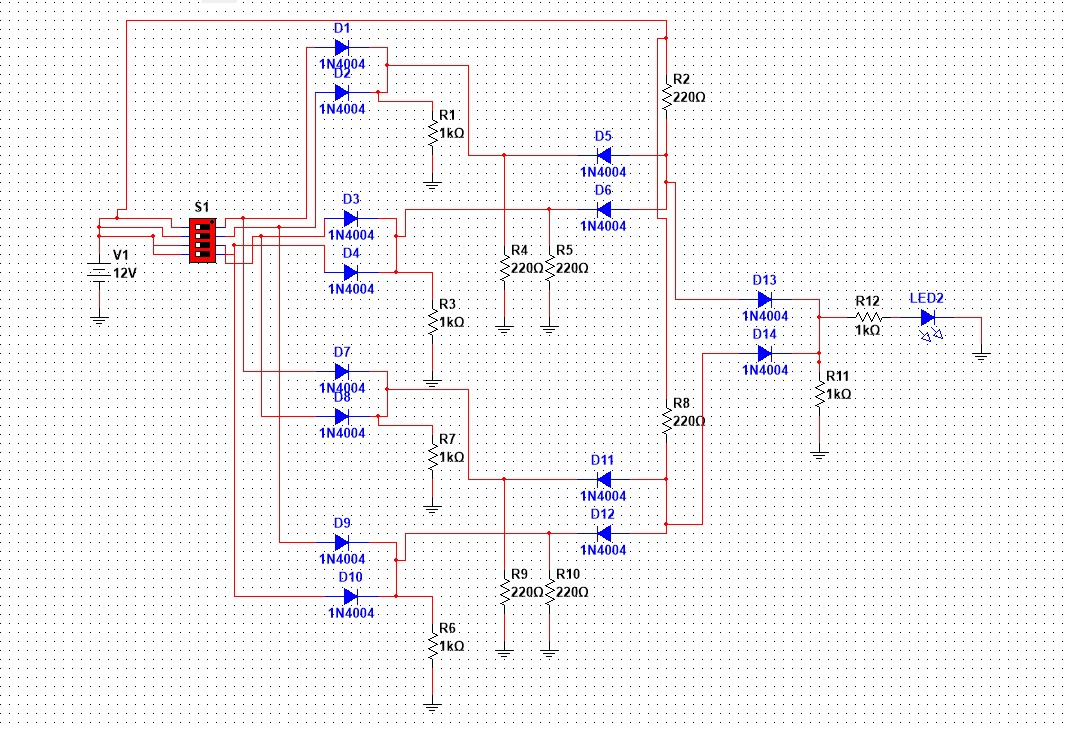 D1
1N4004
D2
1N4004
R1
1kΩ
R2
220Ω
D5
1N4004
D6
1N4004
S1
V1
12V
D3
1N4004
D4
1N4004
R4
220Ω
R5
220Ω
R3
1kΩ
D13
1N4004
D14
1N4004
R12
1kΩ
LED2
R11
1kΩ
D7
1N4004
D8
1N4004
R7
1kΩ
R8
220Ω
D11
1N4004
D12
1N4004
D9
1N4004
D10
1N4004
R9
220Ω
R10
220Ω
R6
1kΩ